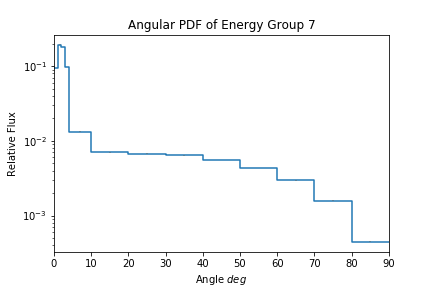 Angular PDF of Energy Group 7
Relative Flux
10⁻¹
10⁻²
10⁻³
0 10 20 30 40 50 60 70 80 90
Angle deg